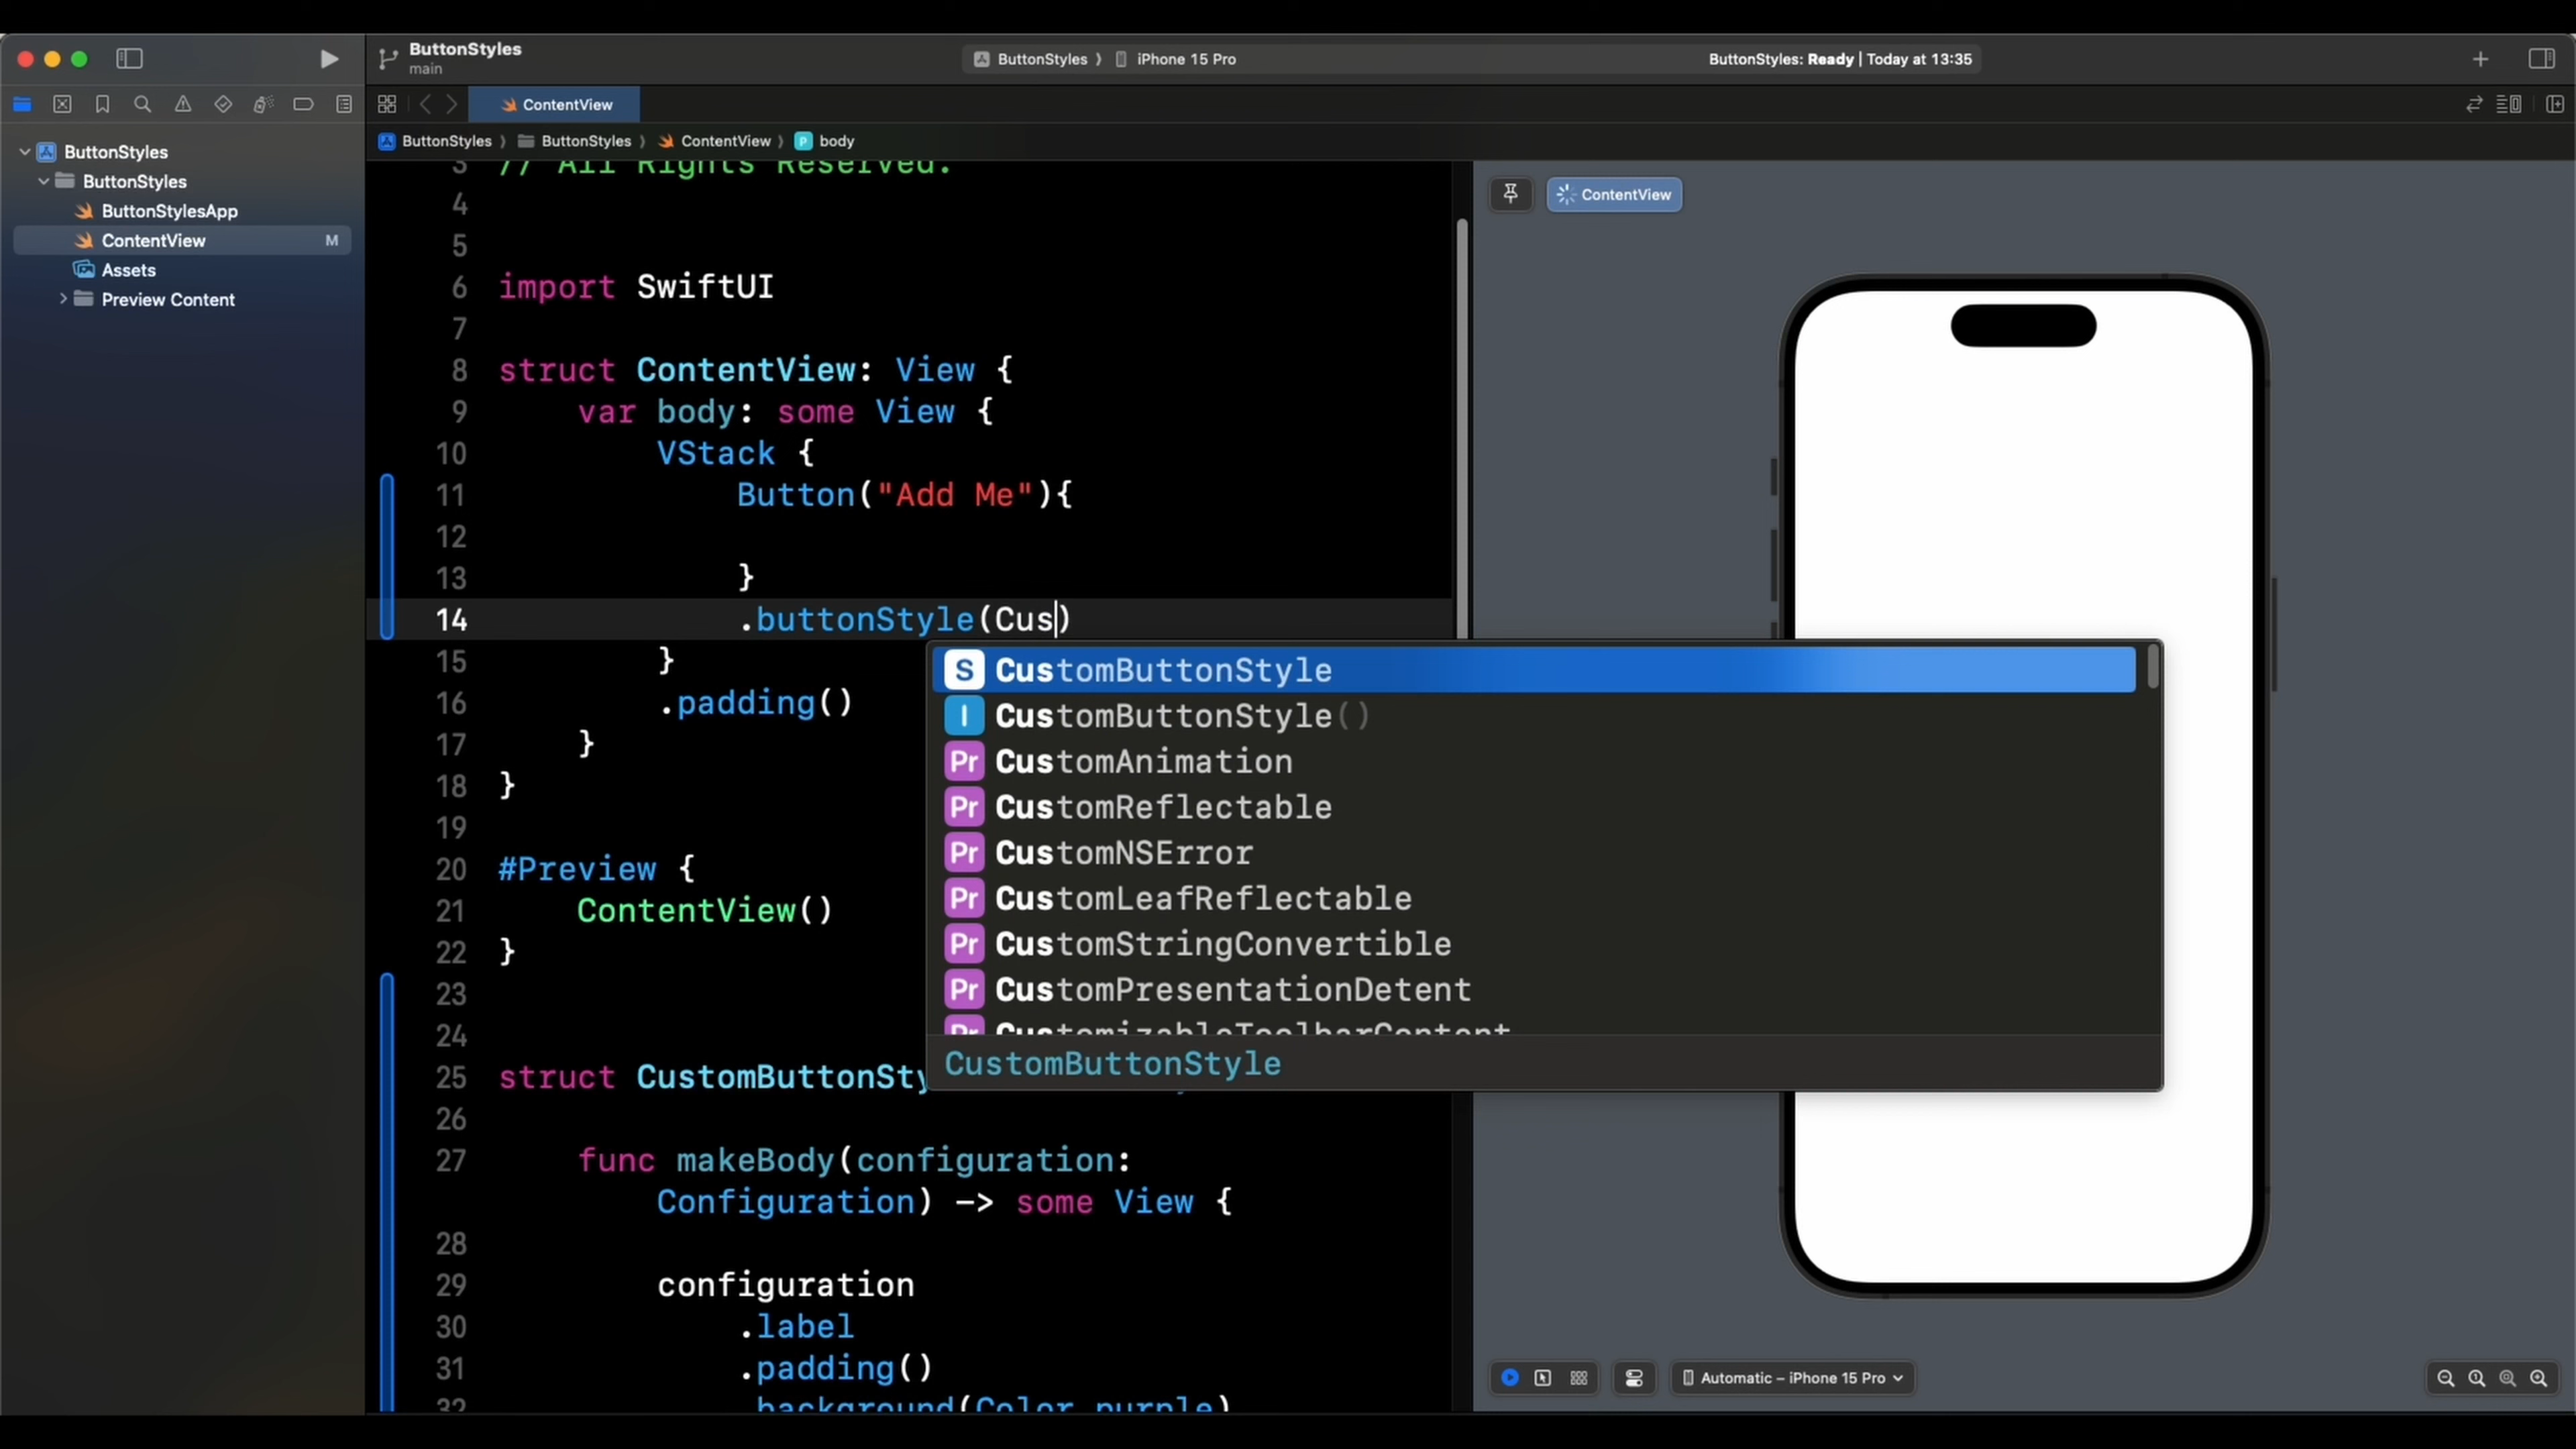 ButtonStyles
main
ButtonStyles
iPhone 15 Pro
ButtonStyles: Ready | Today at 13:35
ContentView
ButtonStyles
ButtonStyles
ContentView
P body
ButtonStyles
ButtonStyles
ButtonStylesApp
ContentView M
Assets
Preview Content
3 // All Rights Reserved.
4
5
6 import SwiftUI
7
8 struct ContentView: View {
9 var body: some View {
10 VStack {
11 Button("Add Me"){
12
13 }
14 .buttonStyle(Cus)
15 }
16 .padding()
17 }
18 }
19
20 #Preview {
21 ContentView()
22 }
23
24
25 struct CustomButtonSty
26
27 func makeBody(configuration:
Configuration) -> some View {
28
29 configuration
30 .label
31 .padding()
32 background(Color purple)
S CustomButtonStyle
I CustomButtonStyle()
Pr CustomAnimation
Pr CustomReflectable
Pr CustomNSError
Pr CustomLeafReflectable
Pr CustomStringConvertible
Pr CustomPresentationDetent
Pr CustomizableToolbarContent
CustomButtonStyle
ContentView
Automatic – iPhone 15 Pro